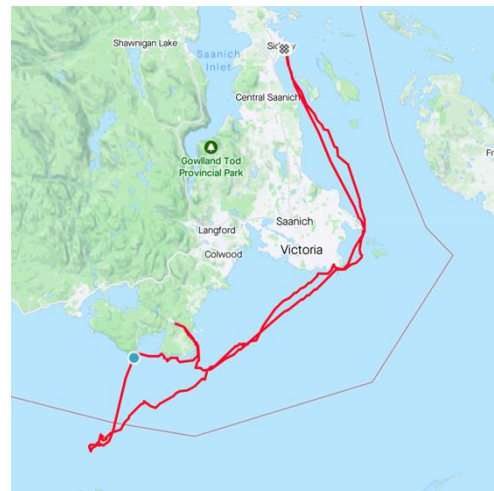 Shawnigan Lake
Saanich
Inlet
Central Saanich
Gowlland Tod
Provincial Park
Saanich
Langford
Victoria
Colwood